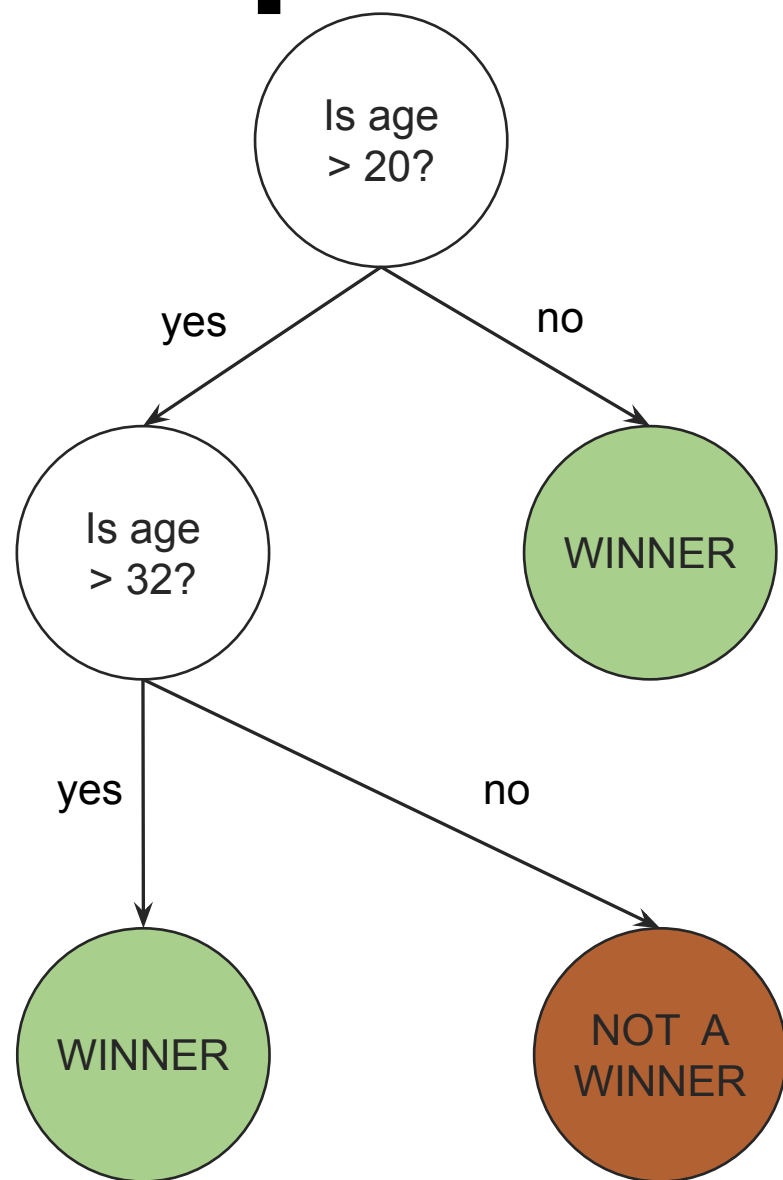 Is age
> 20?
yes
no
Is age
> 32?
WINNER
yes
no
WINNER
NOT A
WINNER